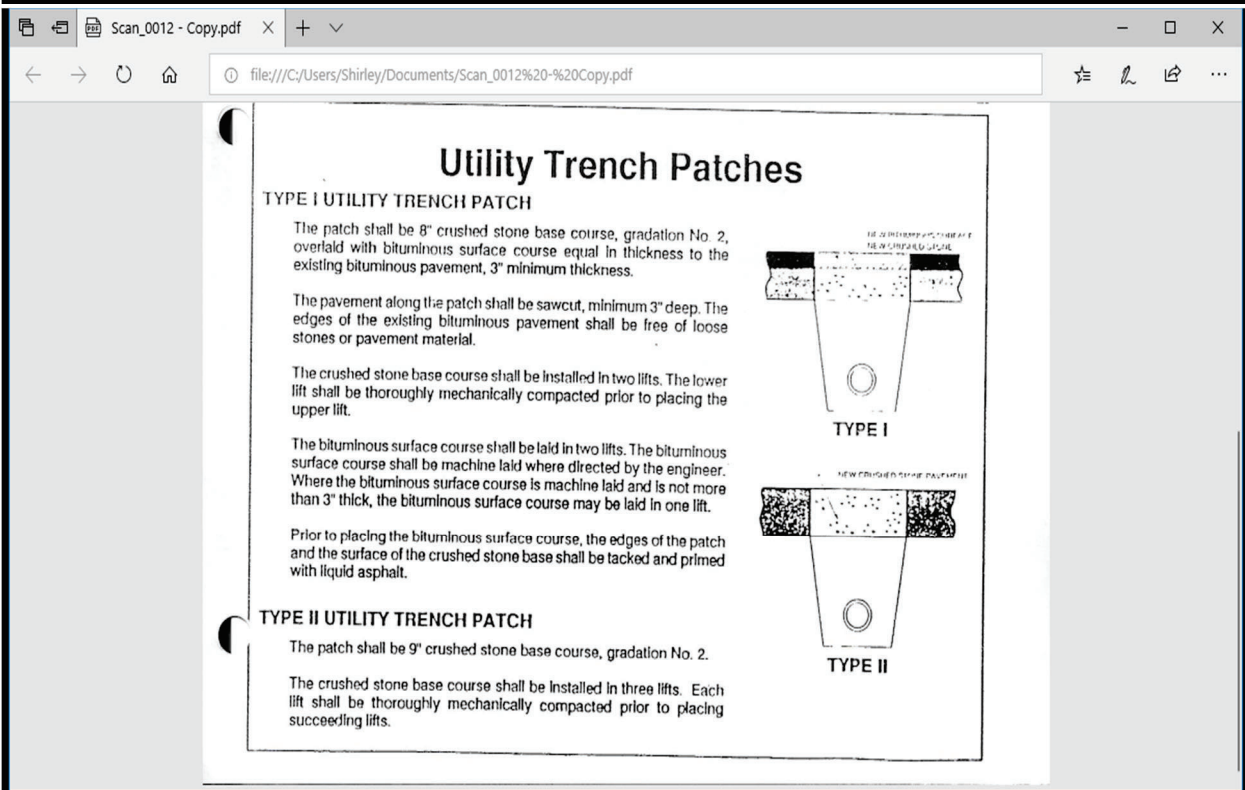 Scan_0012 - Copy.pdf
file:///C:/Users/Shirley/Documents/Scan_0012%20-%20Copy.pdf
Utility Trench Patches
TYPE I UTILITY TRENCH PATCH
The patch shall be 8" crushed stone base course, gradation No. 2,
overlaid with bituminous surface course equal in thickness to the
existing bituminous pavement, 3" minimum thickness.
The pavement along the patch shall be sawcut, minimum 3" deep. The
edges of the existing bituminous pavement shall be free of loose
stones or pavement material.
The crushed stone base course shall be installed in two lifts. The lower
lift shall be thoroughly mechanically compacted prior to placing the
upper lift.
The bituminous surface course shall be laid in two lifts. The bituminous
surface course shall be machine laid where directed by the engineer.
Where the bituminous surface course is machine laid and is not more
than 3" thick, the bituminous surface course may be laid in one lift.
Prior to placing the bituminous surface course, the edges of the patch
and the surface of the crushed stone base shall be tacked and primed
with liquid asphalt.
NEW CRUSHED STONE
TYPE I
NEW CRUSHED STONE PAVEMENT
TYPE II
TYPE II UTILITY TRENCH PATCH
The patch shall be 9" crushed stone base course, gradation No. 2.
The crushed stone base course shall be installed in three lifts. Each
lift shall be thoroughly mechanically compacted prior to placing
succeeding lifts.